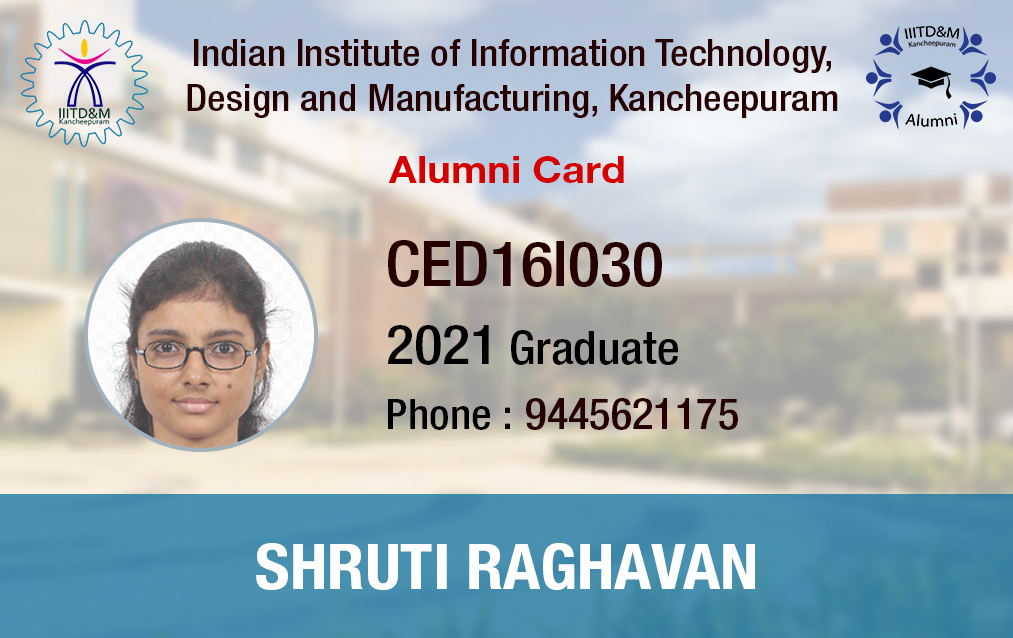 Indian Institute of Information Technology,
Design and Manufacturing, Kancheepuram
IIITD&M
Kancheepuram
IIITD&M
Kancheepuram
Alumni
Alumni Card
CED16I030
2021 Graduate
Phone : 9445621175
SHRUTI RAGHAVAN